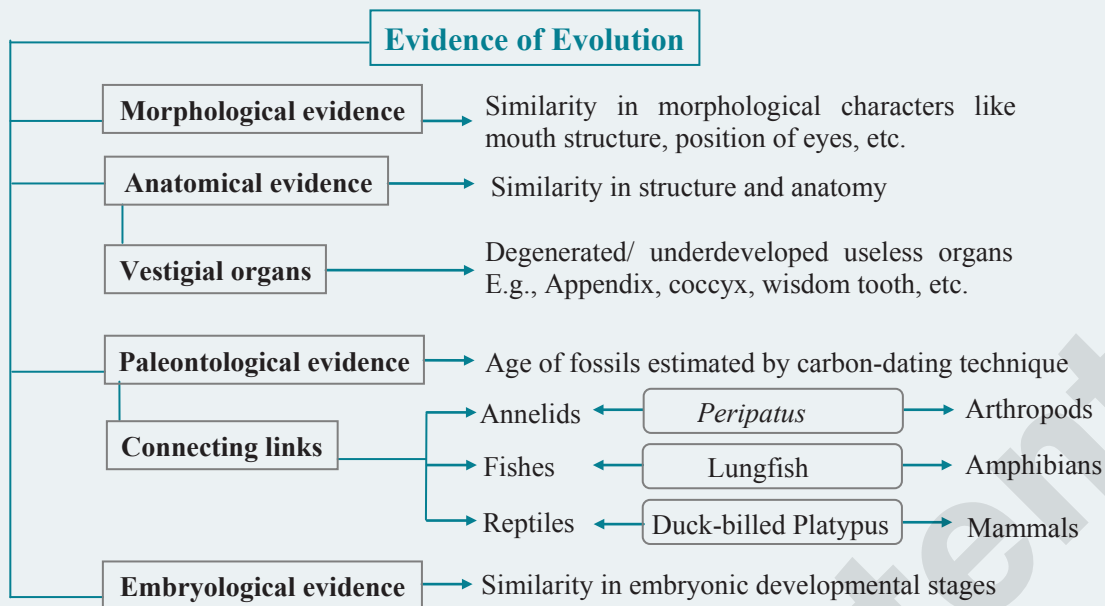 Evidence of Evolution
Morphological evidence
Similarity in morphological characters like
mouth structure, position of eyes, etc.
Anatomical evidence
Similarity in structure and anatomy
Vestigial organs
Degenerated/ underdeveloped useless organs
E.g., Appendix, coccyx, wisdom tooth, etc.
Paleontological evidence
Age of fossils estimated by carbon-dating technique
Connecting links
Annelids Peripatus Arthropods
Fishes Lungfish Amphibians
Reptiles Duck-billed Platypus Mammals
Embryological evidence
Similarity in embryonic developmental stages